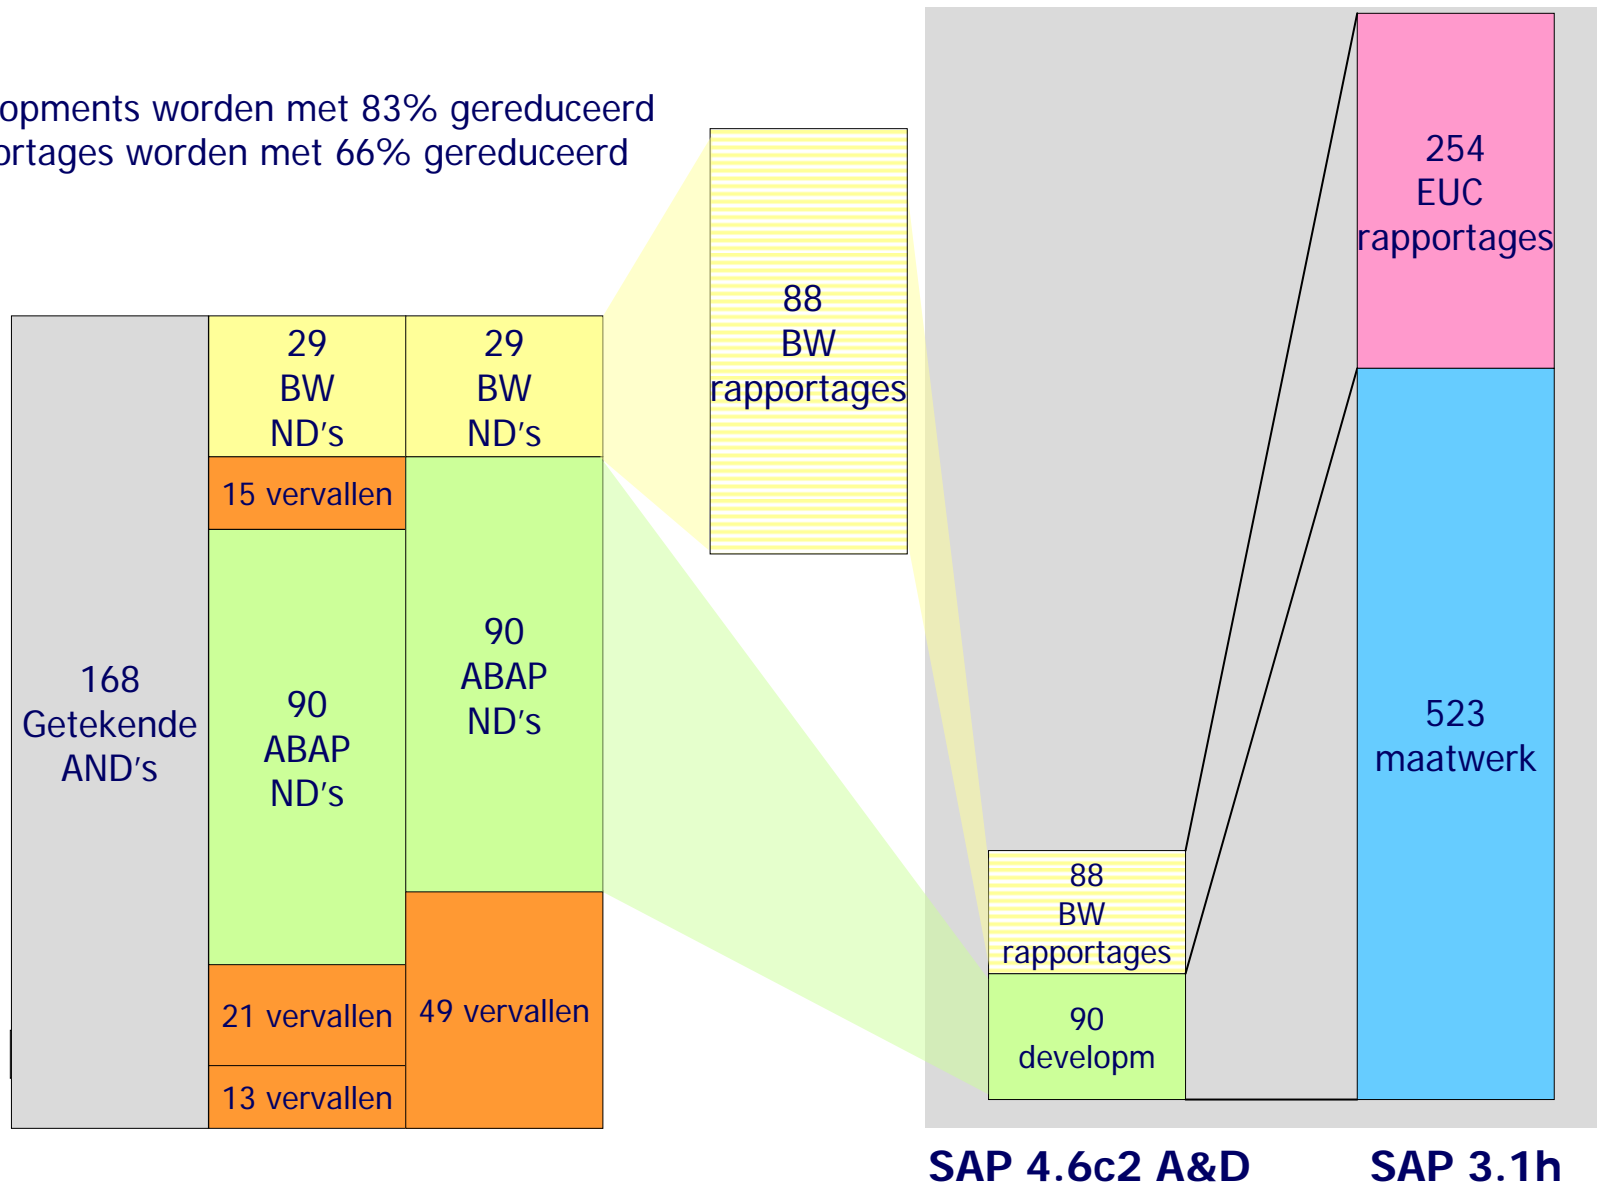 opments worden met 83% gereduceerd
ortages worden met 66% gereduceerd
168
Getekende
AND's
29
BW
ND's
15 vervallen
90
ABAP
ND's
21 vervallen
13 vervallen
29
BW
ND's
90
ABAP
ND's
49 vervallen
88
BW
rapportages
88
BW
rapportages
90
developm
254
EUC
rapportages
523
maatwerk
SAP 4.6c2 A&D
SAP 3.1h